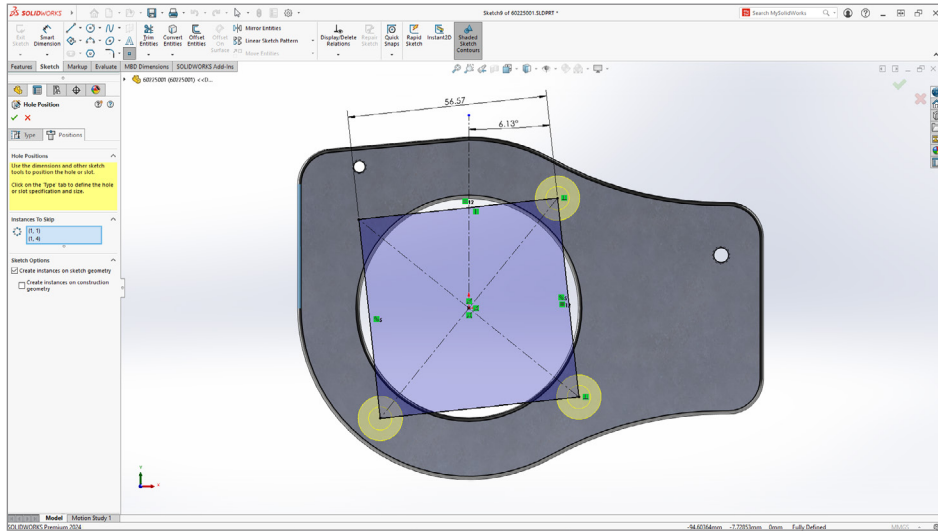 SOLIDWORKS
Sketch9 of 60225001.SLDPRT *
Search MySolidWorks
Exit Sketch
Smart Dimension
Trim Entities
Convert Entities
Offset Entities
Offset On Surface
Mirror Entities
Linear Sketch Pattern
Move Entities
Display/Delete Relations
Repair Sketch
Quick Snaps
Rapid Sketch
Instant2D
Shaded Sketch Contours
Features
Sketch
Markup
Evaluate
MBD Dimensions
SOLIDWORKS Add-Ins
60225001 (60225001) <<D...
Hole Position
Type
Positions
Hole Positions
Use the dimensions and other sketch
tools to position the hole or slot.
Click on the 'Type' tab to define the hole
or slot specification and size.
Instances To Skip
(1, 1)
(1, 4)
Sketch Options
Create instances on sketch geometry
Create instances on construction
geometry
56.57
6.13°
Model
Motion Study 1
SOLIDWORKS Premium 2024
-94.60364mm
-7.72853mm
0mm
Fully Defined
MMGS